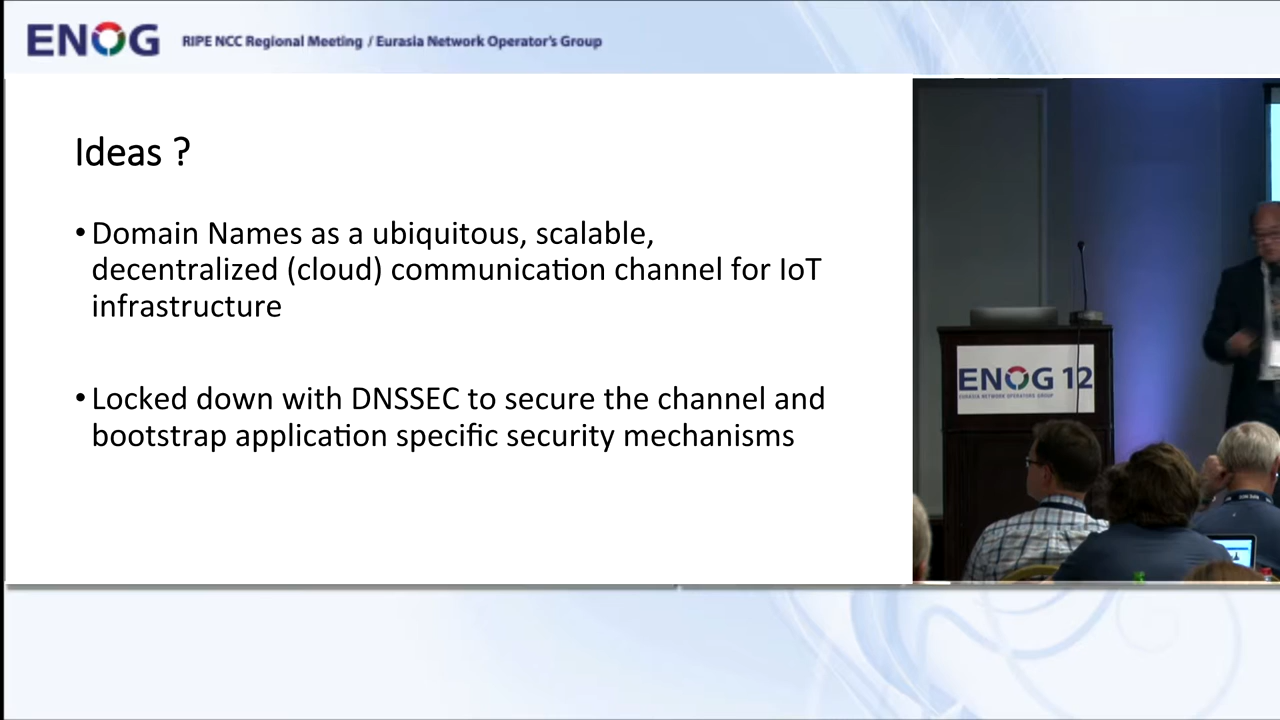 ENOG
RIPE NCC Regional Meeting / Eurasia Network Operator's Group
Ideas ?
• Domain Names as a ubiquitous, scalable,
decentralized (cloud) communication channel for IoT
infrastructure
• Locked down with DNSSEC to secure the channel and
bootstrap application specific security mechanisms
ENOG 12
EURASIA NETWORK OPERATORS GROUP